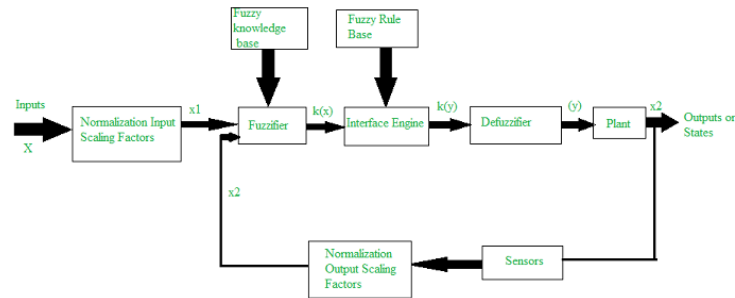 Fuzzy
knowledge
base
Fuzzy Rule
Base
Inputs
X
Normalization Input
Scaling Factors
x1
Fuzzifier
k(x)
Interface Engine
k(y)
Defuzzifier
(y)
Plant
x2
Outputs or
States
x2
Normalization
Output Scaling
Factors
Sensors